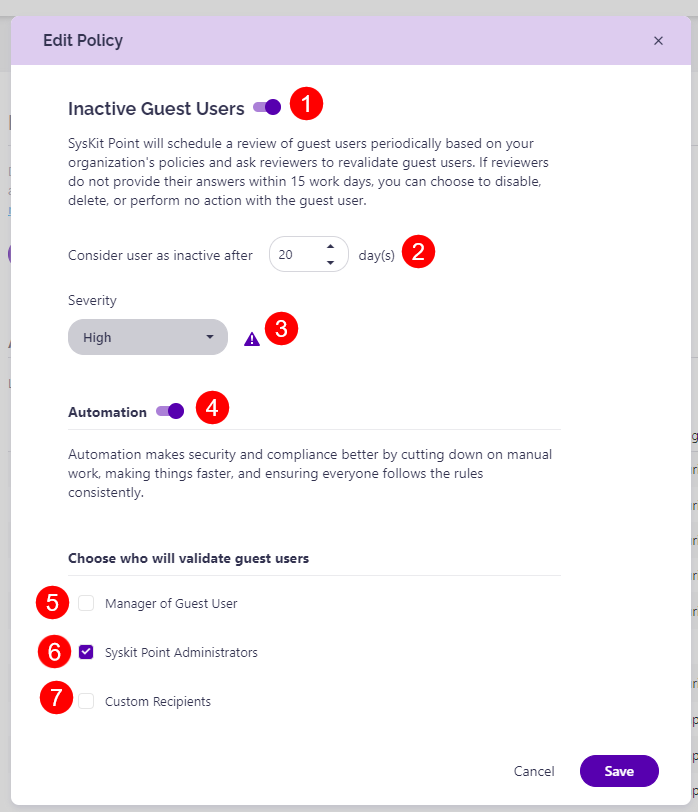 Edit Policy
Inactive Guest Users 1
SysKit Point will schedule a review of guest users periodically based on your
organization's policies and ask reviewers to revalidate guest users. If reviewers
do not provide their answers within 15 work days, you can choose to disable,
delete, or perform no action with the guest user.
Consider user as inactive after 20 day(s) 2
Severity
High 3
Automation 4
Automation makes security and compliance better by cutting down on manual
work, making things faster, and ensuring everyone follows the rules
consistently.
Choose who will validate guest users
5 Manager of Guest User
6 Syskit Point Administrators
7 Custom Recipients
Cancel Save